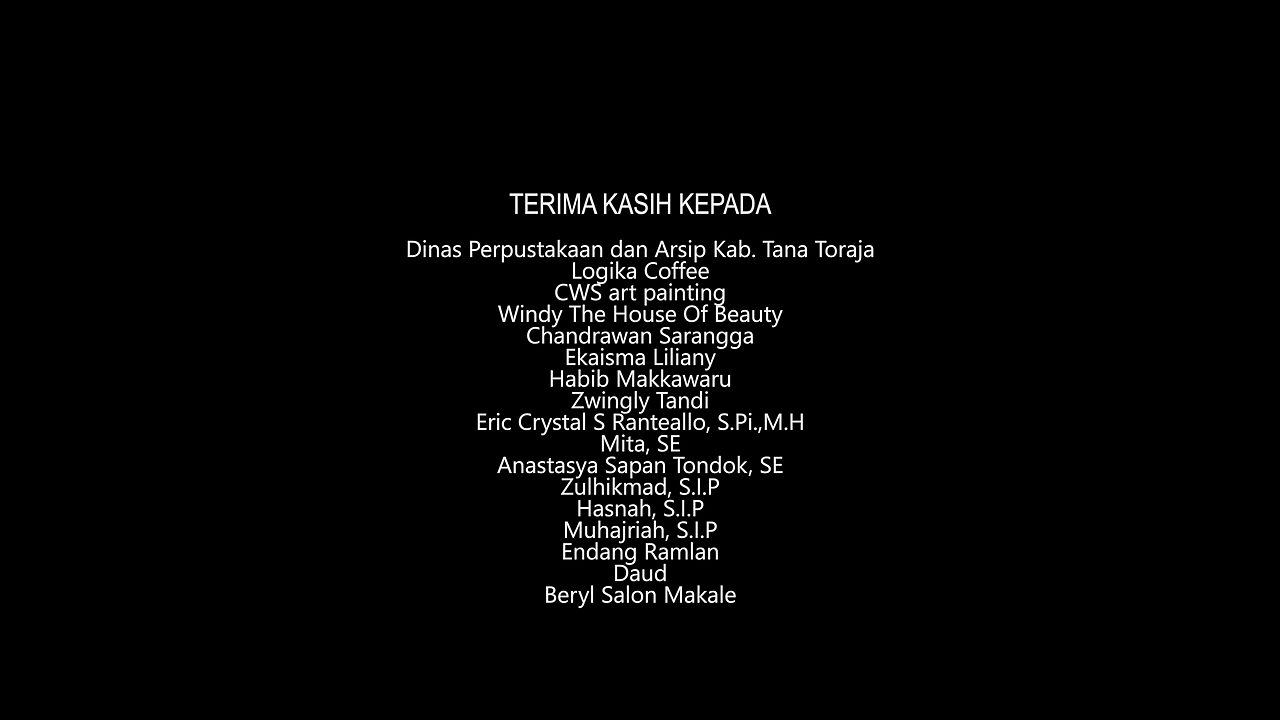 TERIMA KASIH KEPADA
Dinas Perpustakaan dan Arsip Kab. Tana Toraja
Logika Coffee
CWS art painting
Windy The House Of Beauty
Chandrawan Sarangga
Ekaisma Liliany
Habib Makkawaru
Zwingly Tandi
Eric Crystal S Ranteallo, S.Pi.,M.H
Mita, SE
Anastasya Sapan Tondok, SE
Zulhikmad, S.I.P
Hasnah, S.I.P
Muhajriah, S.I.P
Endang Ramlan
Daud
Beryl Salon Makale